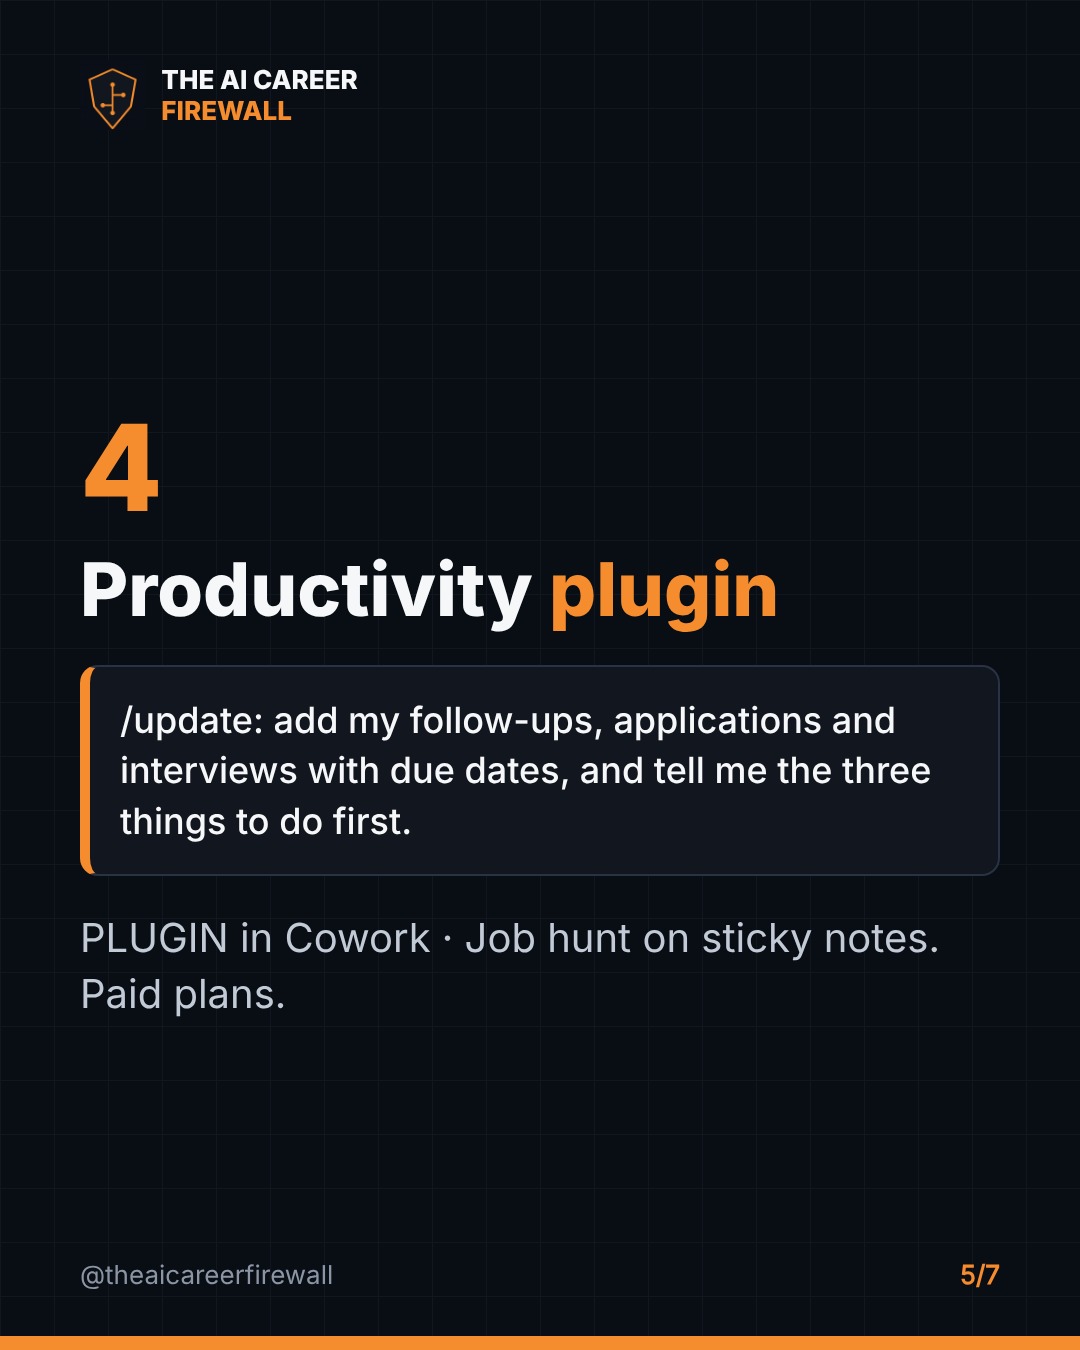 THE AI CAREER
FIREWALL
4
Productivity plugin
/update: add my follow-ups, applications and
interviews with due dates, and tell me the three
things to do first.
PLUGIN in Cowork · Job hunt on sticky notes.
Paid plans.
@theaicareerfirewall
5/7